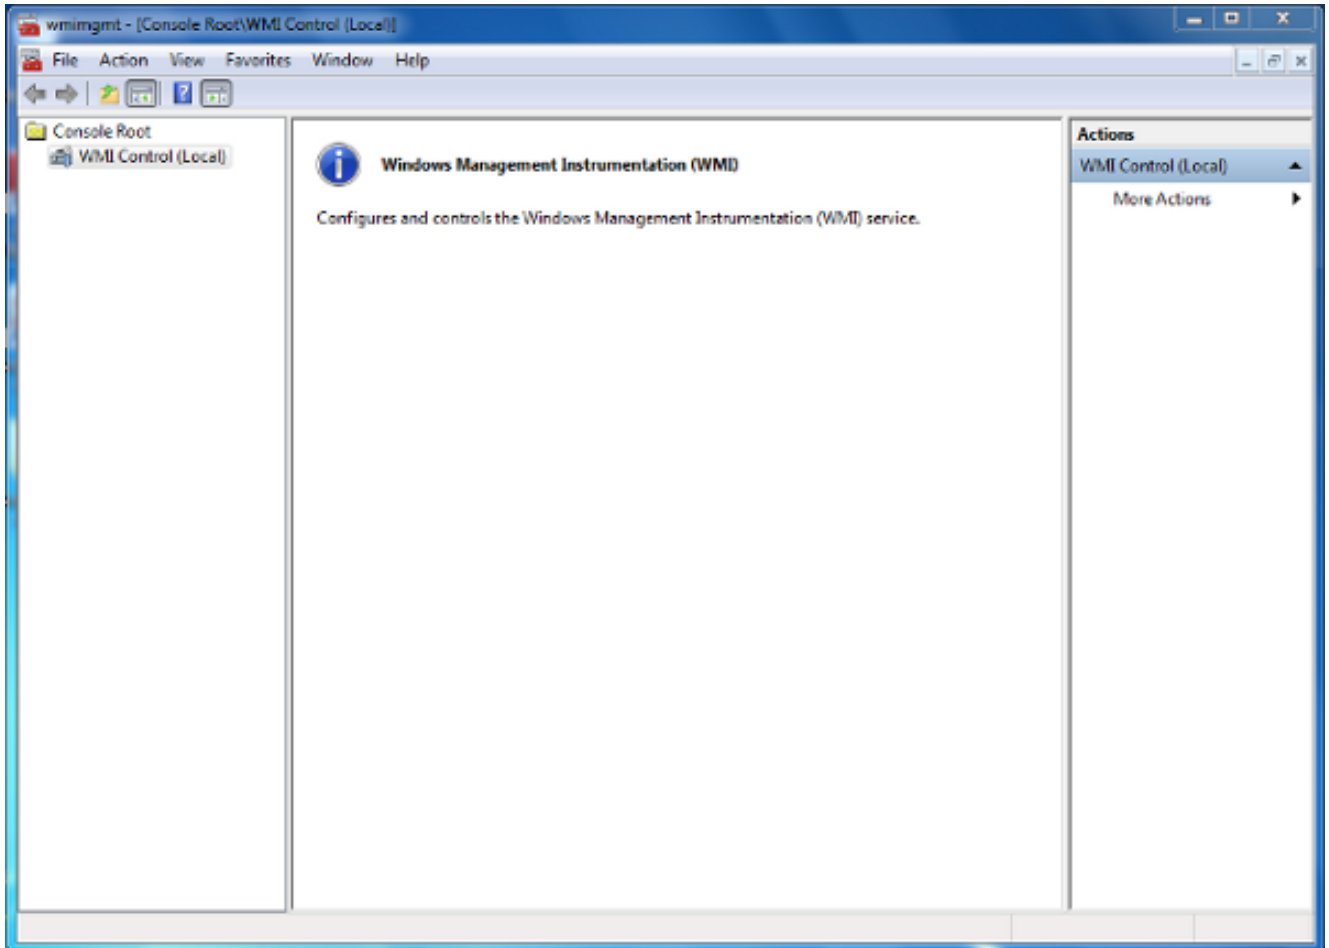 wmimgmt - [Console Root\WMI Control (Local)]
File Action View Favorites Window Help
Console Root
WMI Control (Local)
Windows Management Instrumentation (WMI)
Configures and controls the Windows Management Instrumentation (WMI) service.
Actions
WMI Control (Local)
More Actions